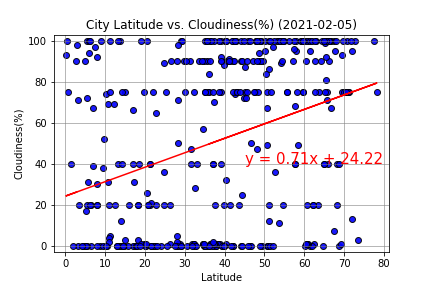 City Latitude vs. Cloudiness(%) (2021-02-05)
100
80
60
40
20
0
Cloudiness(%)
y = 0.71x + 24.22
0 10 20 30 40 50 60 70 80
Latitude